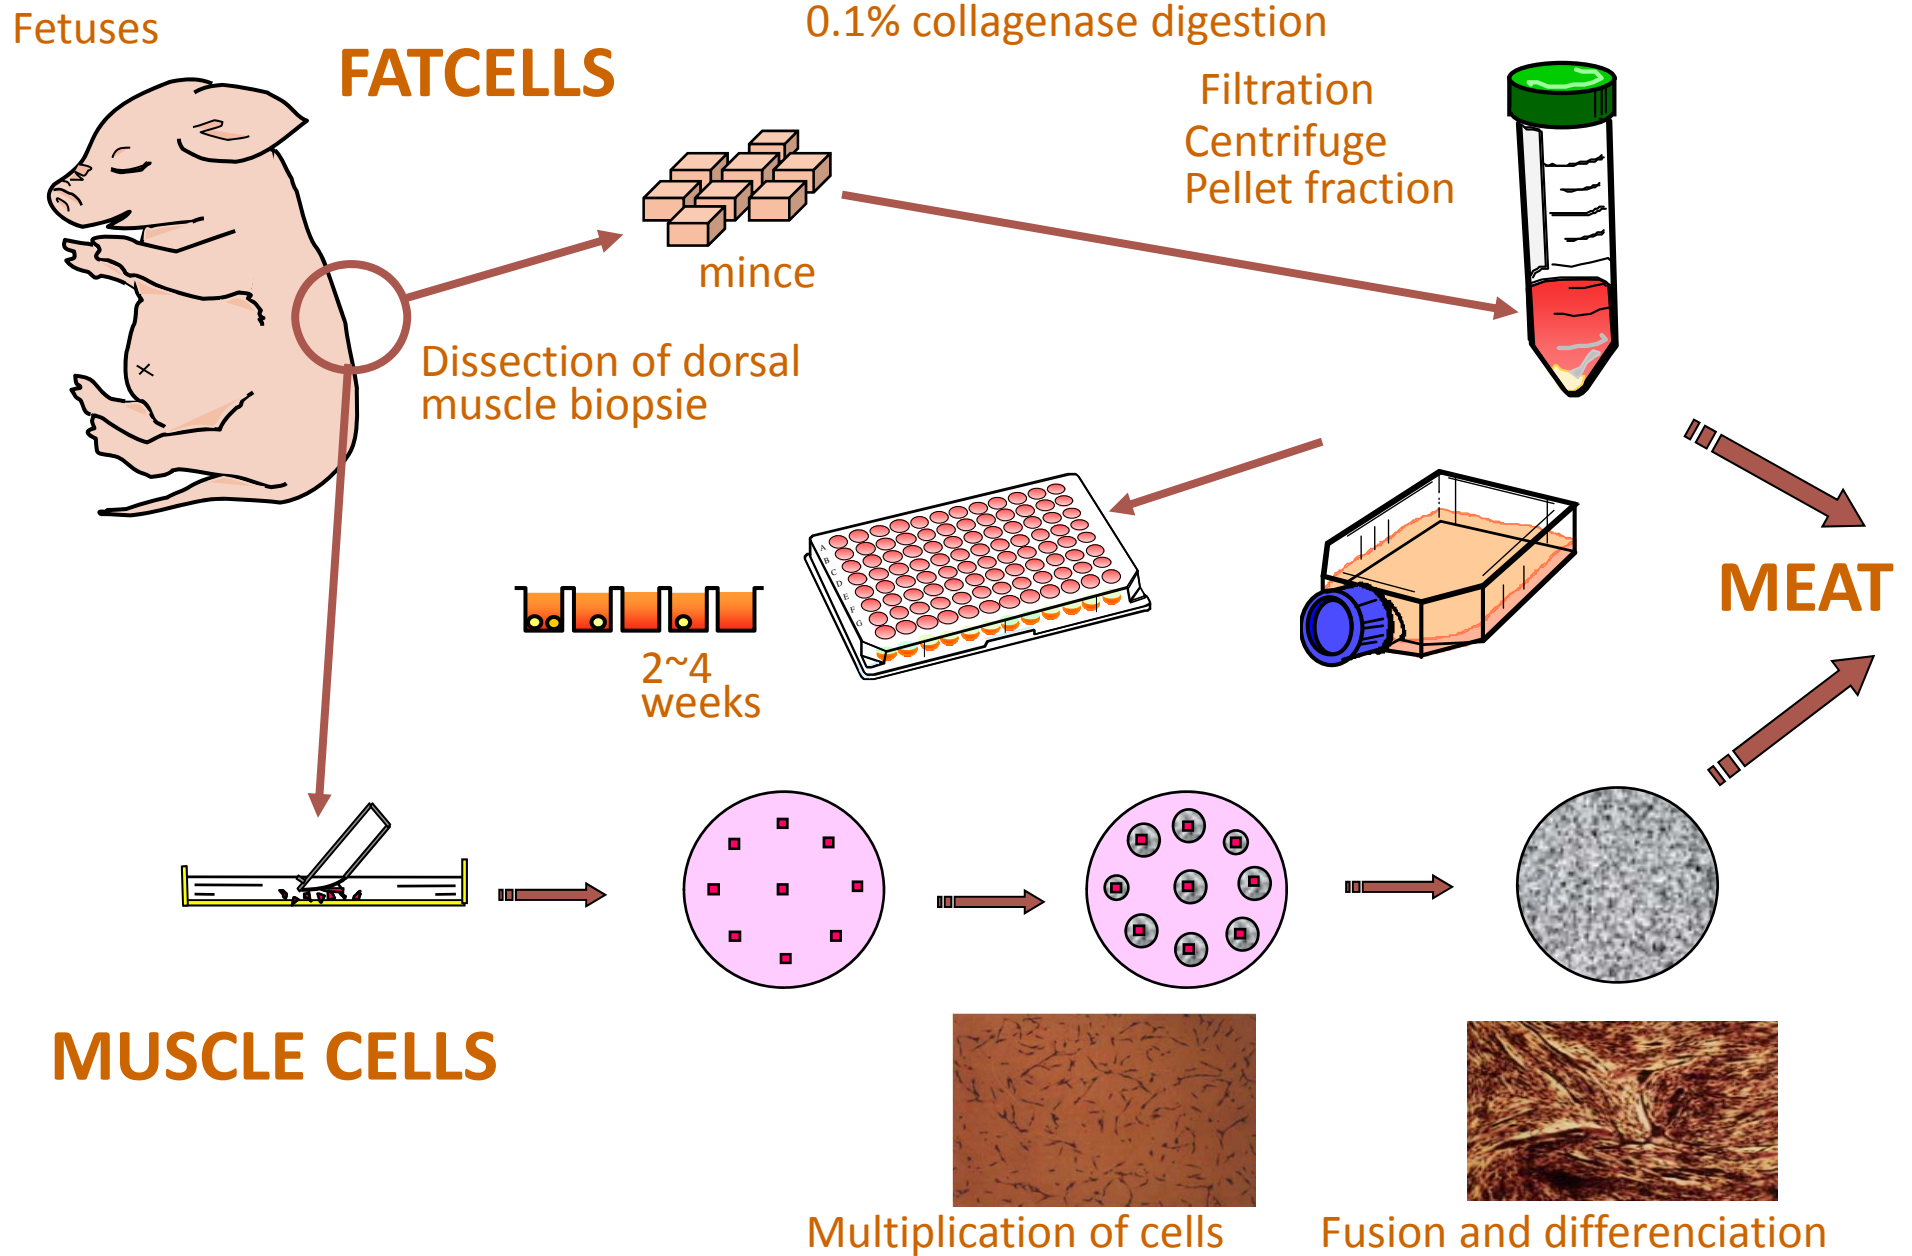 Fetuses
0.1% collagenase digestion
FATCELLS
Filtration
Centrifuge
Pellet fraction
mince
Dissection of dorsal
muscle biopsie
A
B
C
D
E
F
G
MEAT
2~4
weeks
MUSCLE CELLS
Multiplication of cells
Fusion and differenciation